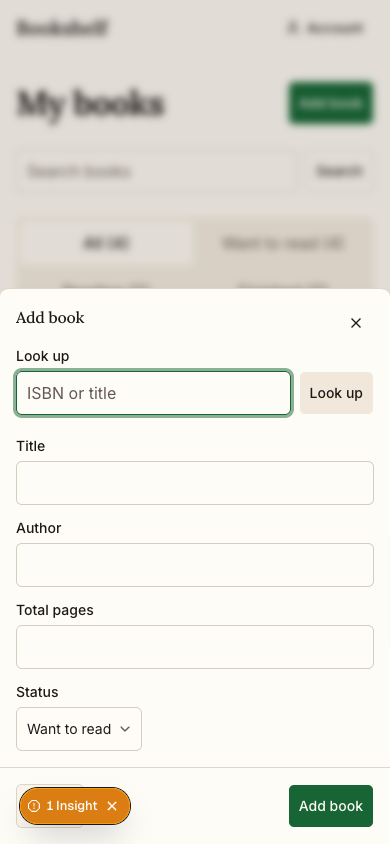 Bookshelf
Account
My books
Add book
Search books
Search
All (4)
Want to read (4)
Add book
Look up
ISBN or title
Look up
Title
Author
Total pages
Status
Want to read
1 Insight
Add book